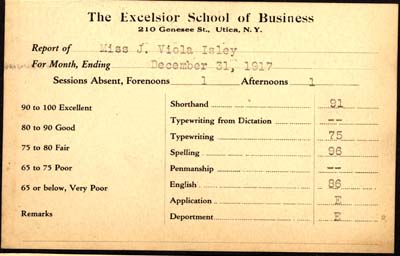 The Excelsior School of Business
210 Genesee St., Utica, N.Y.
Report of Miss J. Viola Isley
For Month, Ending December 31, 1917
Sessions Absent, Forenoons 1 Afternoons 1
90 to 100 Excellent
80 to 90 Good
75 to 80 Fair
65 to 75 Poor
65 or below, Very Poor
Remarks
Shorthand 91
Typewriting from Dictation --
Typewriting 75
Spelling 96
Penmanship --
English 86
Application E
Deportment E